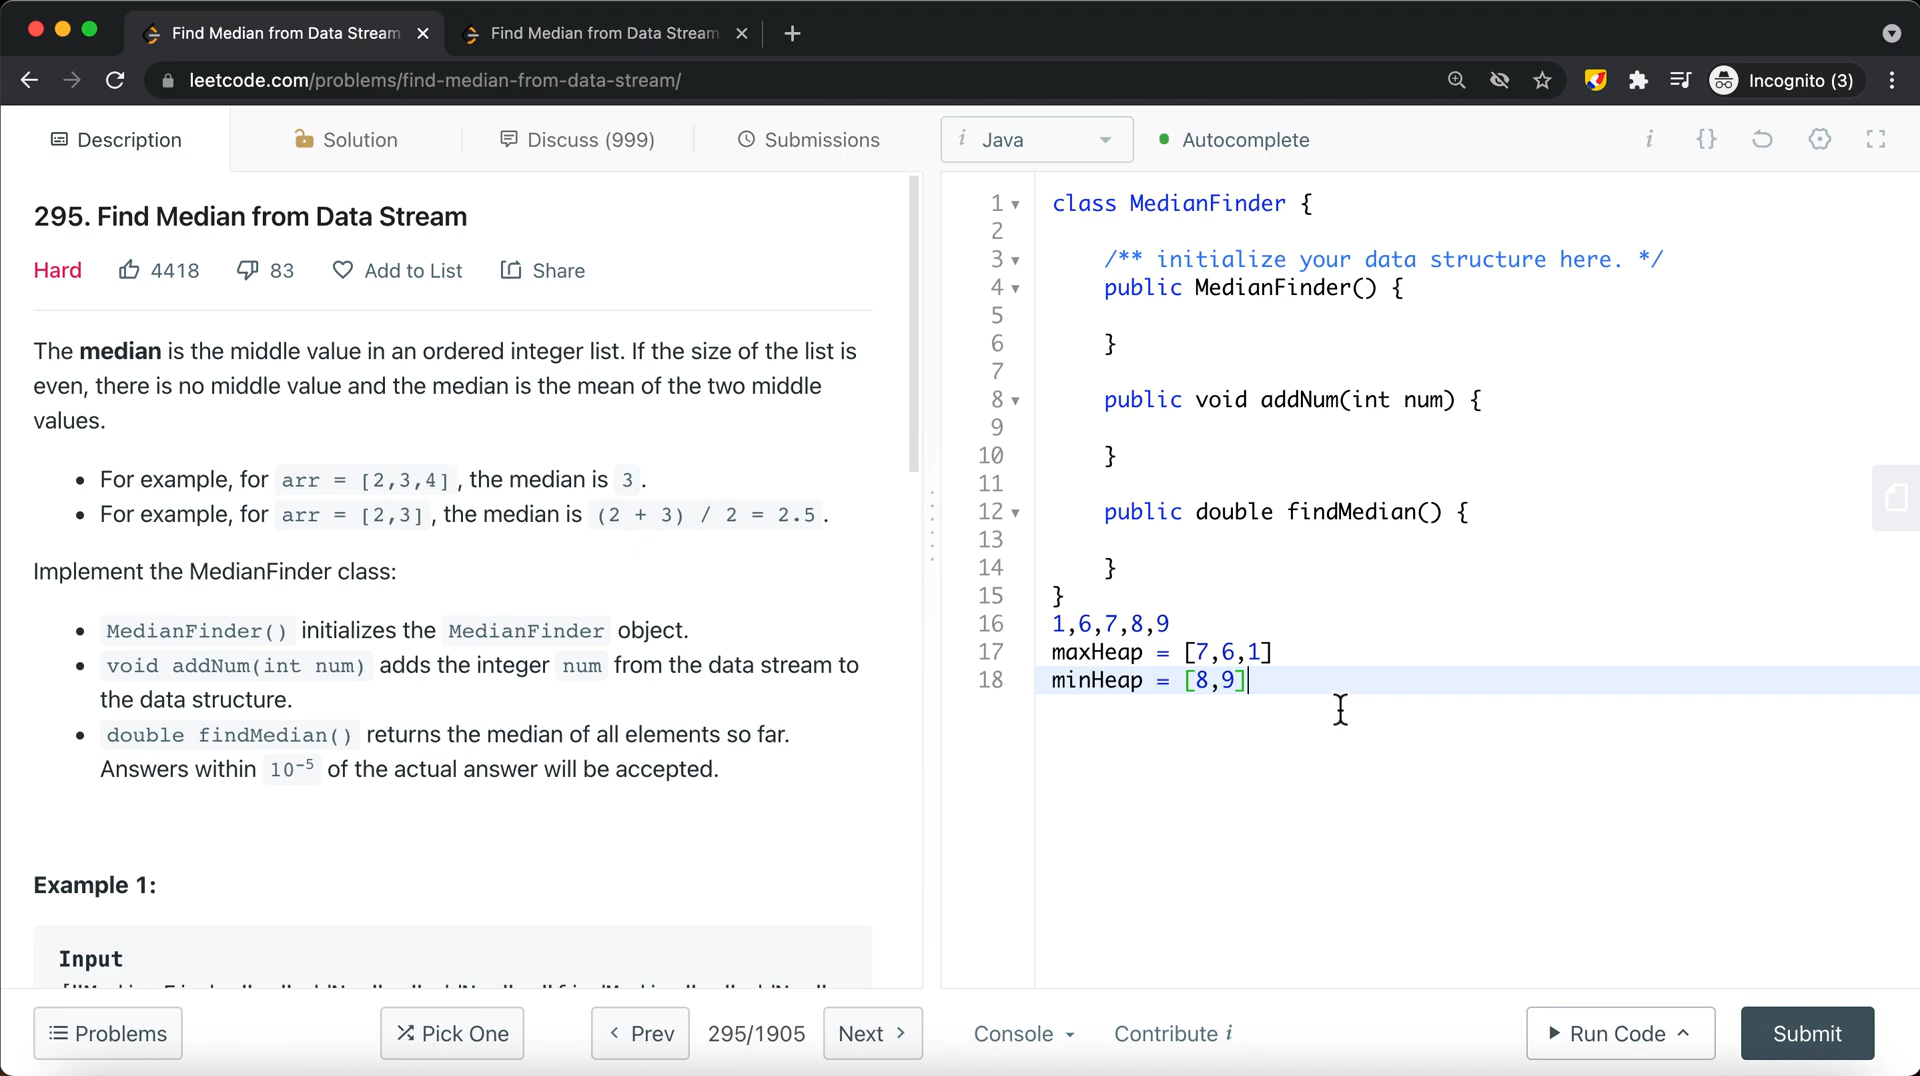 Find Median from Data Stream
Find Median from Data Stream
leetcode.com/problems/find-median-from-data-stream/
Incognito (3)
Description
Solution
Discuss (999)
Submissions
i Java
Autocomplete
i {}
295. Find Median from Data Stream
Hard 4418 83 Add to List Share
The median is the middle value in an ordered integer list. If the size of the list is
even, there is no middle value and the median is the mean of the two middle
values.
• For example, for arr = [2,3,4], the median is 3.
• For example, for arr = [2,3], the median is (2 + 3) / 2 = 2.5.
Implement the MedianFinder class:
• MedianFinder() initializes the MedianFinder object.
• void addNum(int num) adds the integer num from the data stream to
the data structure.
• double findMedian() returns the median of all elements so far.
Answers within 10⁻⁵ of the actual answer will be accepted.
Example 1:
Input
1 class MedianFinder {
2
3 /** initialize your data structure here. */
4 public MedianFinder() {
5
6 }
7
8 public void addNum(int num) {
9
10 }
11
12 public double findMedian() {
13
14 }
15 }
16 1,6,7,8,9
17 maxHeap = [7,6,1]
18 minHeap = [8,9]
Problems
Pick One
Prev
295/1905
Next
Console
Contribute i
Run Code
Submit